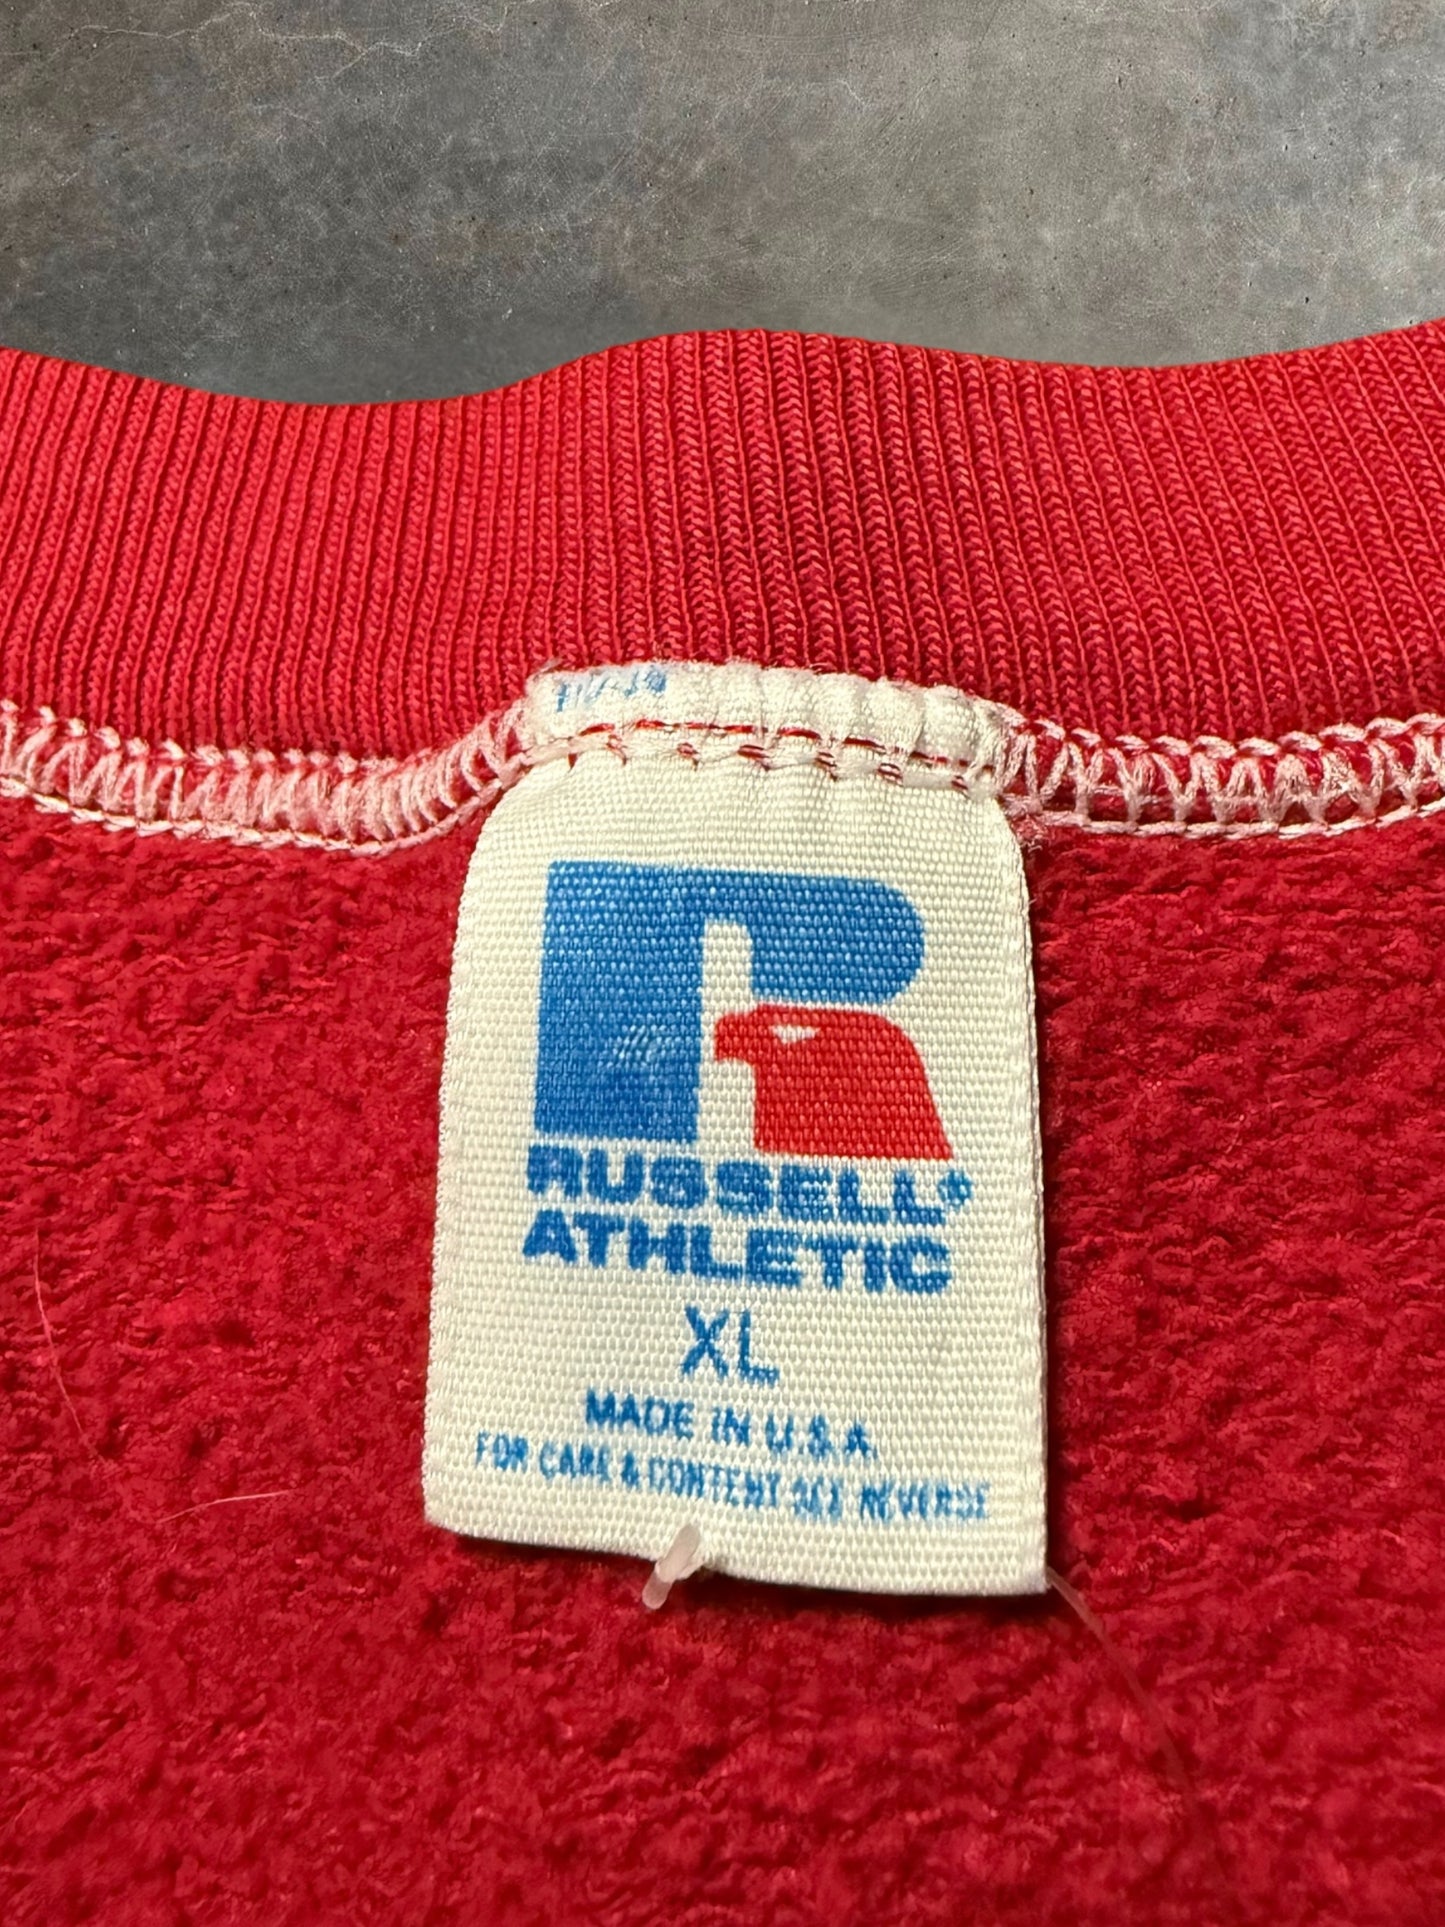 RUSSELL®
ATHLETIC
XL
MADE IN U.S.A
FOR CARE & CONTENT SEE REVERSE